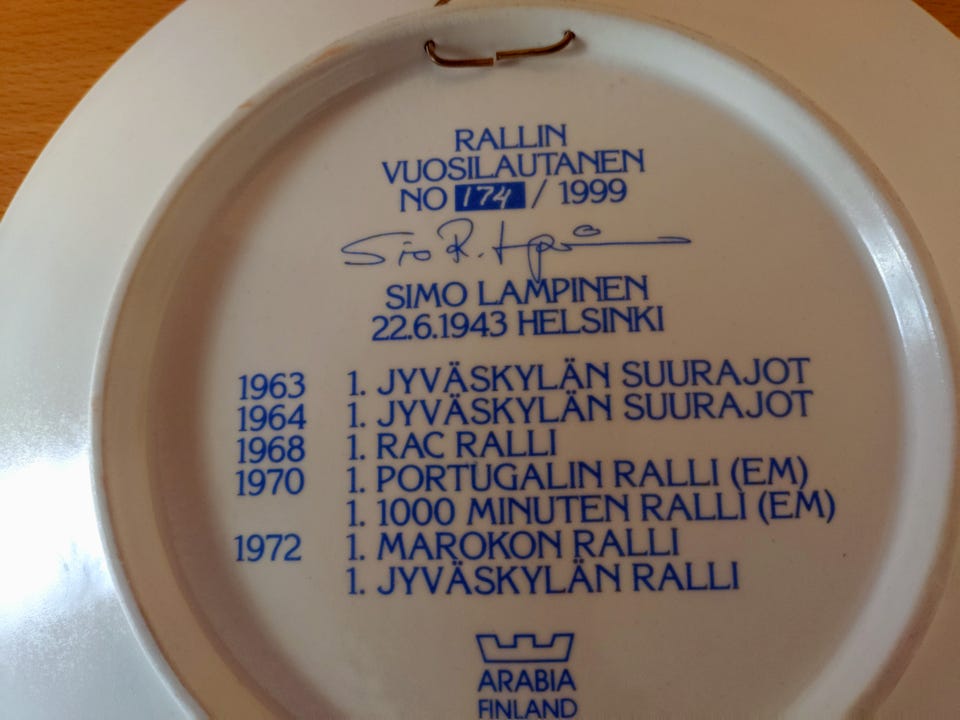 RALLIN
VUOSILAUTANEN
NO 174 / 1999
SIMO LAMPINEN
22.6.1943 HELSINKI
1963 1. JYVÄSKYLÄN SUURAJOT
1964 1. JYVÄSKYLÄN SUURAJOT
1968 1. RAC RALLI
1970 1. PORTUGALIN RALLI (EM)
1. 1000 MINUTEN RALLI (EM)
1972 1. MAROKON RALLI
1. JYVÄSKYLÄN RALLI
ARABIA
FINLAND